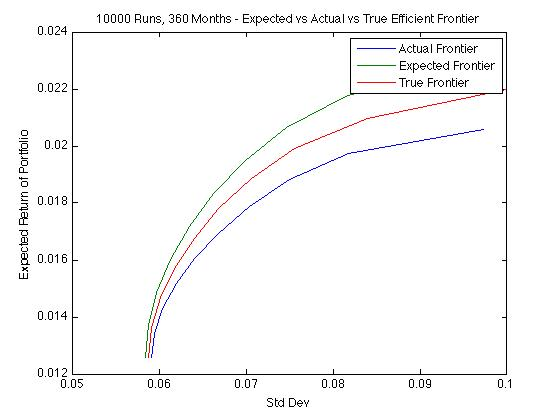 10000 Runs, 360 Months - Expected vs Actual vs True Efficient Frontier
Actual Frontier
Expected Frontier
True Frontier
Expected Return of Portfolio
0.024
0.022
0.02
0.018
0.016
0.014
0.012
0.05
0.06
0.07
0.08
0.09
0.1
Std Dev